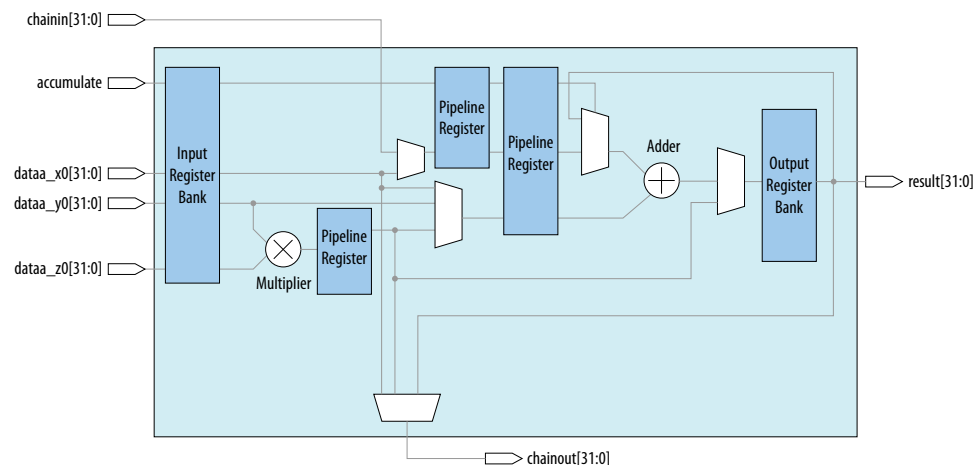 chainin[31:0]
accumulate
Pipeline
Register
Pipeline
Register
Adder
Input
Register
Bank
Output
Register
Bank
dataa_x0[31:0]
result[31:0]
dataa_y0[31:0]
Pipeline
Register
dataa_z0[31:0]
Multiplier
chainout[31:0]